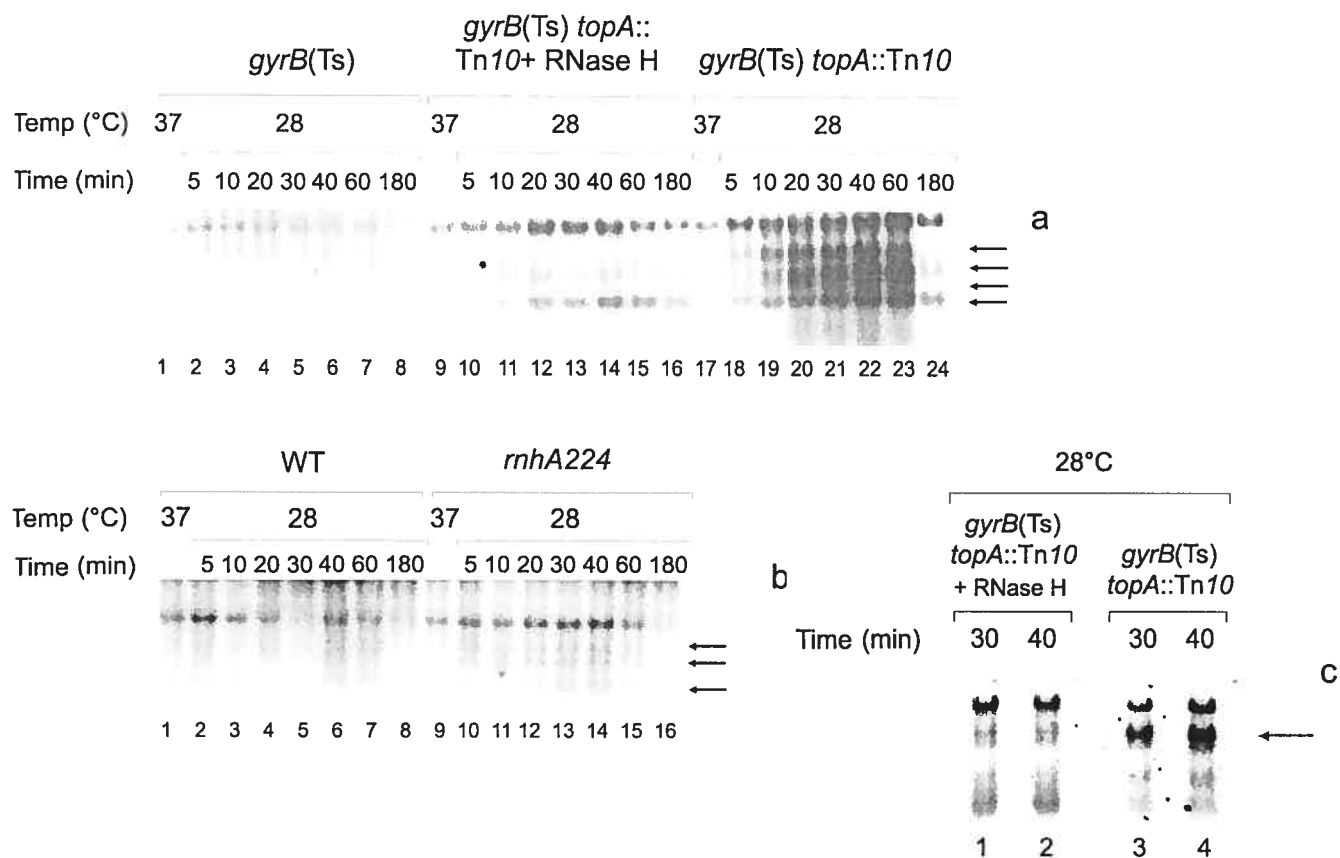 gyrB(Ts) topA::
gyrB(Ts) Tn10+ RNase H gyrB(Ts) topA::Tn10
Temp (°C) 37 28 37 28 37 28
Time (min) 5 10 20 30 40 60 180 5 10 20 30 40 60 180 5 10 20 30 40 60 180
a
1 2 3 4 5 6 7 8 9 10 11 12 13 14 15 16 17 18 19 20 21 22 23 24
WT rnhA224
Temp (°C) 37 28 37 28
Time (min) 5 10 20 30 40 60 180 5 10 20 30 40 60 180
b
1 2 3 4 5 6 7 8 9 10 11 12 13 14 15 16
28°C
gyrB(Ts)
topA::Tn10
+ RNase H
gyrB(Ts)
topA::Tn10
Time (min) 30 40 30 40
c
1 2 3 4